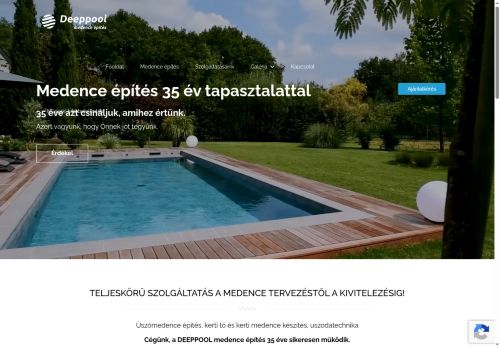 Deeppool
medence építés
Főoldal
Medence építés
Szolgáltatásaink
Galéria
Kapcsolat
Medence építés 35 év tapasztalattal
Ajánlatkérés
35 éve azt csináljuk, amihez értünk.
Azért vagyunk, hogy Önnek jót tegyünk.
Érdekel
TELJESKÖRŰ SZOLGÁLTATÁS A MEDENCE TERVEZÉSTŐL A KIVITELEZÉSIG!
Úszómedence építés, kerti tó és kerti medence készítés, uszodatechnika
Cégünk, a DEEPPOOL medence építés 35 éve sikeresen működik.